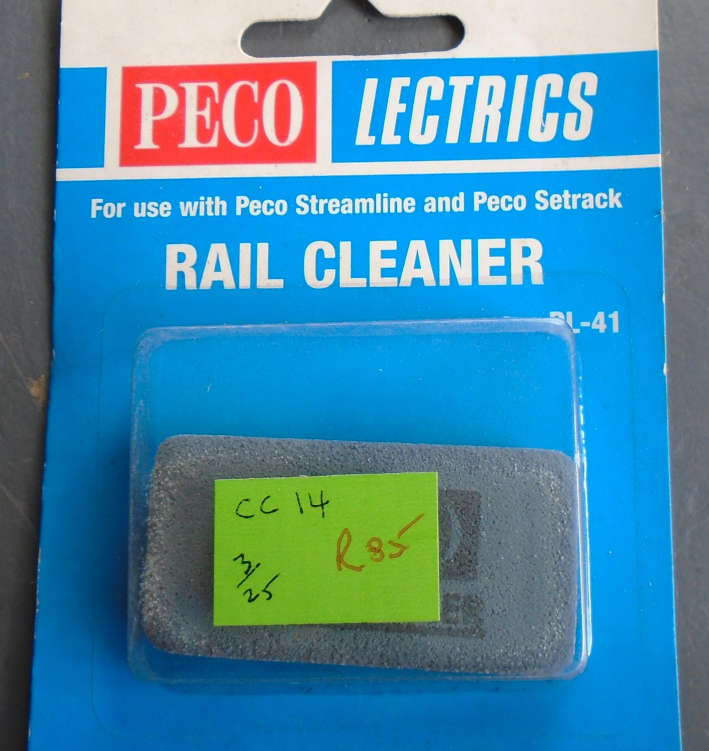 PECO LECTRICS
For use with Peco Streamline and Peco Setrack
RAIL CLEANER
PL-41
CC 14
R85
3/25